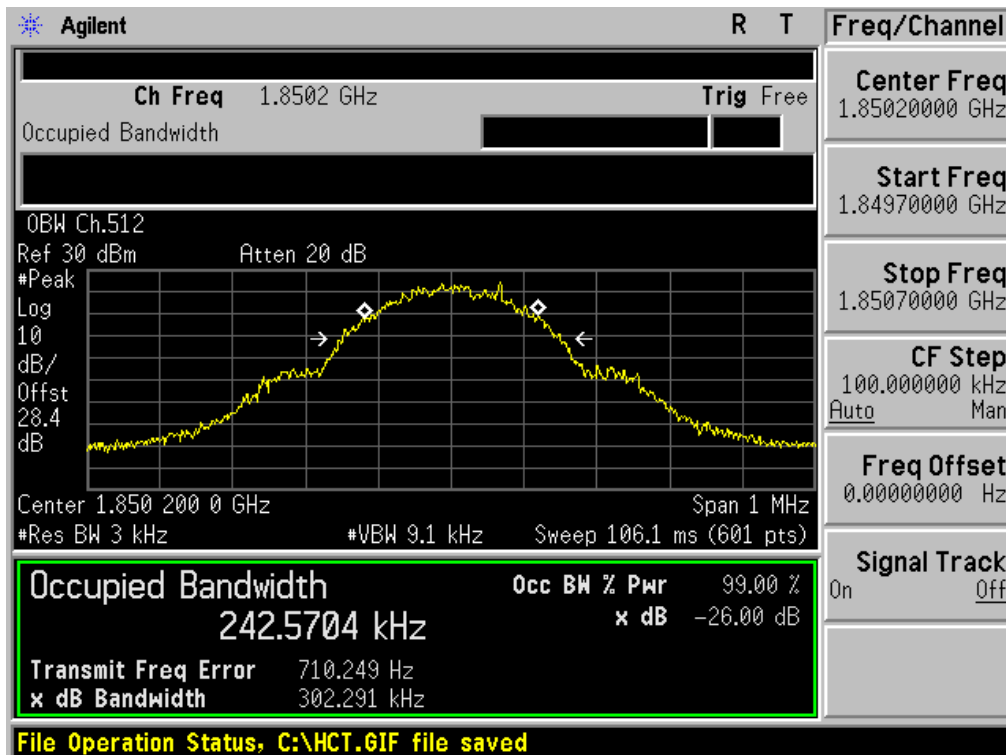 Agilent R T Freq/Channel
Ch Freq 1.8502 GHz Trig Free
Occupied Bandwidth
Center Freq
1.85020000 GHz
Start Freq
1.84970000 GHz
Stop Freq
1.85070000 GHz
CF Step
100.000000 kHz
Auto Man
Freq Offset
0.00000000 Hz
Signal Track
On Off
OBW Ch.512
Ref 30 dBm Atten 20 dB
#Peak
Log
10
dB/
Offst
28.4
dB
Center 1.850 200 0 GHz Span 1 MHz
#Res BW 3 kHz #VBW 9.1 kHz Sweep 106.1 ms (601 pts)
Occupied Bandwidth Occ BW % Pwr 99.00 %
242.5704 kHz x dB -26.00 dB
Transmit Freq Error 710.249 Hz
x dB Bandwidth 302.291 kHz
File Operation Status, C:\HCT.GIF file saved